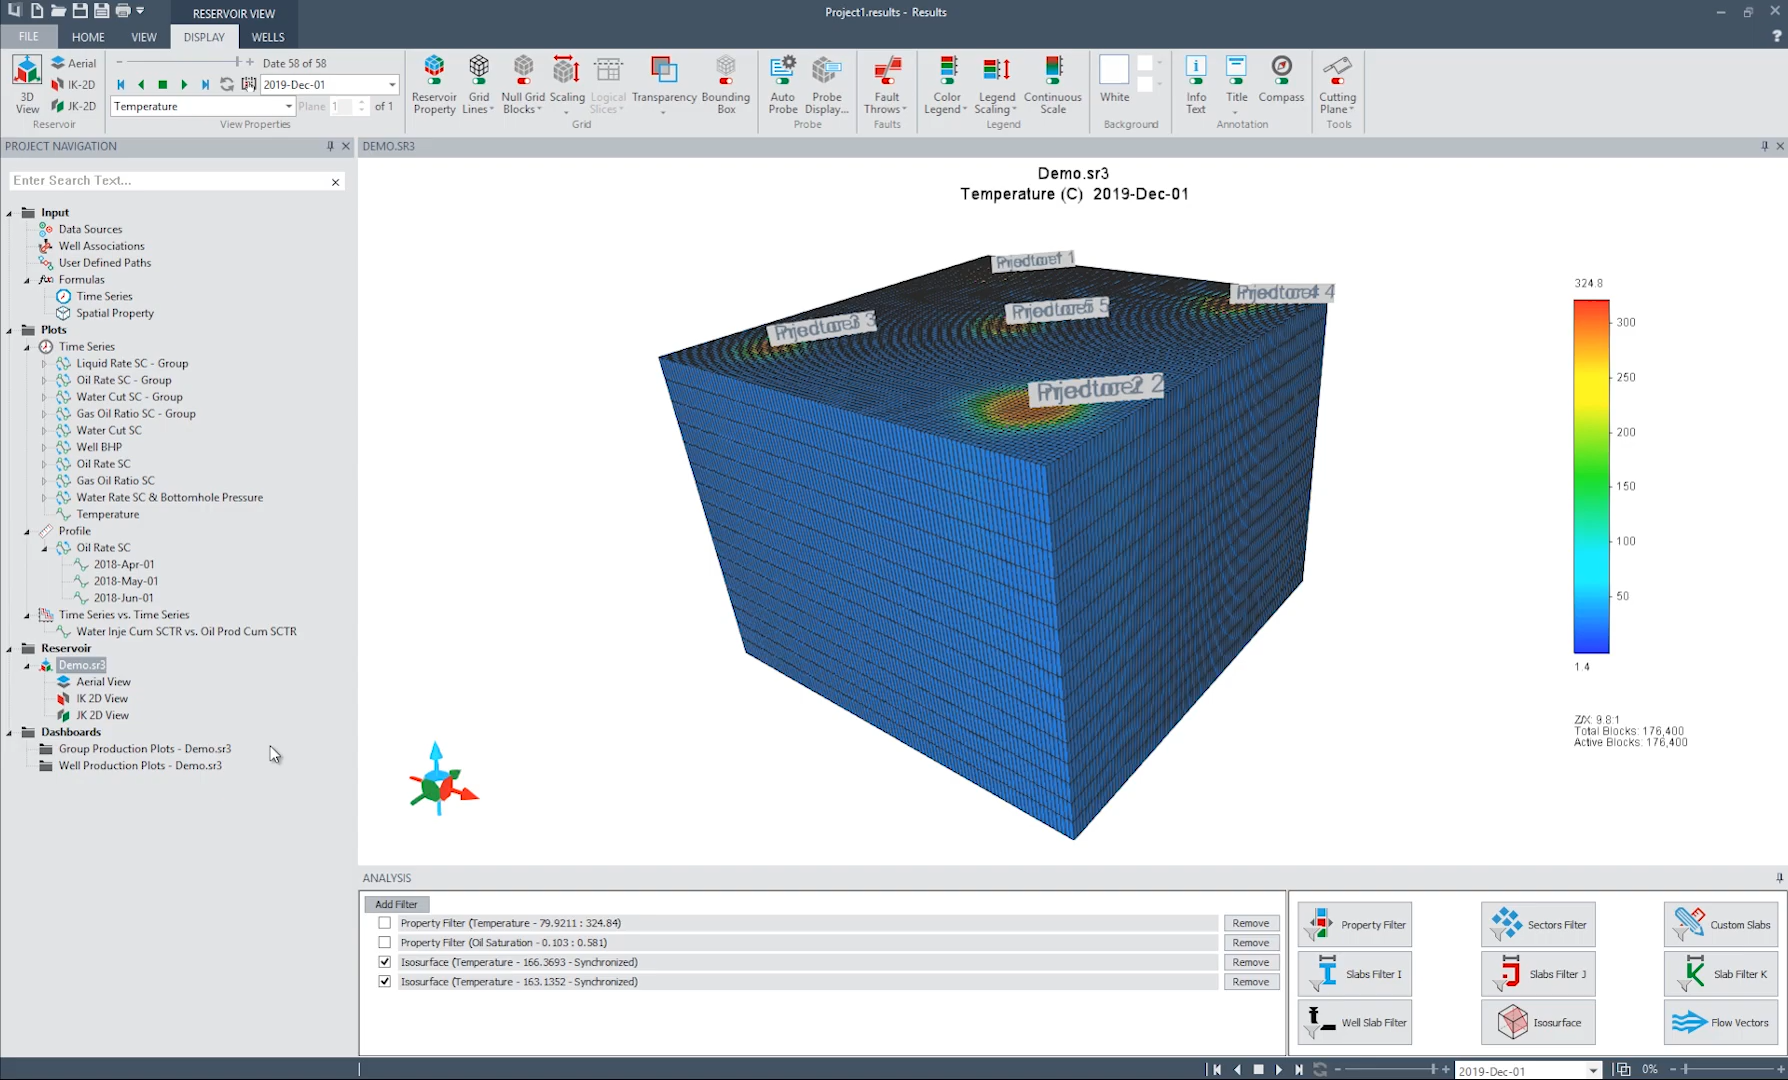 RESERVOIR VIEW
Project1.results - Results
FILE
HOME
VIEW
DISPLAY
WELLS
?
3D View
Aerial
IK-2D
JK-2D
Reservoir
Date 58 of 58
2019-Dec-01
Temperature
Plane 1 of 1
View Properties
Reservoir Property
Grid Lines
Null Grid Blocks
Scaling
Logical Slices
Transparency
Bounding Box
Grid
Auto Probe
Probe Display...
Probe
Fault Throws
Faults
Color Legend
Legend Scaling
Continuous Scale
Legend
White
Background
Info Text
Title
Compass
Annotation
Cutting Plane
Tools
PROJECT NAVIGATION
DEMO.SR3
Enter Search Text...
Input
Data Sources
Well Associations
User Defined Paths
Formulas
Time Series
Spatial Property
Plots
Time Series
Liquid Rate SC - Group
Oil Rate SC - Group
Water Cut SC - Group
Gas Oil Ratio SC - Group
Water Cut SC
Well BHP
Oil Rate SC
Gas Oil Ratio SC
Water Rate SC & Bottomhole Pressure
Temperature
Profile
Oil Rate SC
2018-Apr-01
2018-May-01
2018-Jun-01
Time Series vs. Time Series
Water Inje Cum SCTR vs. Oil Prod Cum SCTR
Reservoir
Demo.sr3
Aerial View
IK 2D View
JK 2D View
Dashboards
Group Production Plots - Demo.sr3
Well Production Plots - Demo.sr3
Demo.sr3
Temperature (C) 2019-Dec-01
324.8
300
250
200
150
100
50
1.4
Z/X: 9.8:1
Total Blocks: 176,400
Active Blocks: 176,400
ANALYSIS
Add Filter
Property Filter (Temperature - 79.9211 : 324.84) Remove
Property Filter (Oil Saturation - 0.103 : 0.581) Remove
Isosurface (Temperature - 166.3693 - Synchronized) Remove
Isosurface (Temperature - 163.1352 - Synchronized) Remove
Property Filter
Sectors Filter
Custom Slabs
Slabs Filter I
Slabs Filter J
Slab Filter K
Well Slab Filter
Isosurface
Flow Vectors
2019-Dec-01
0%